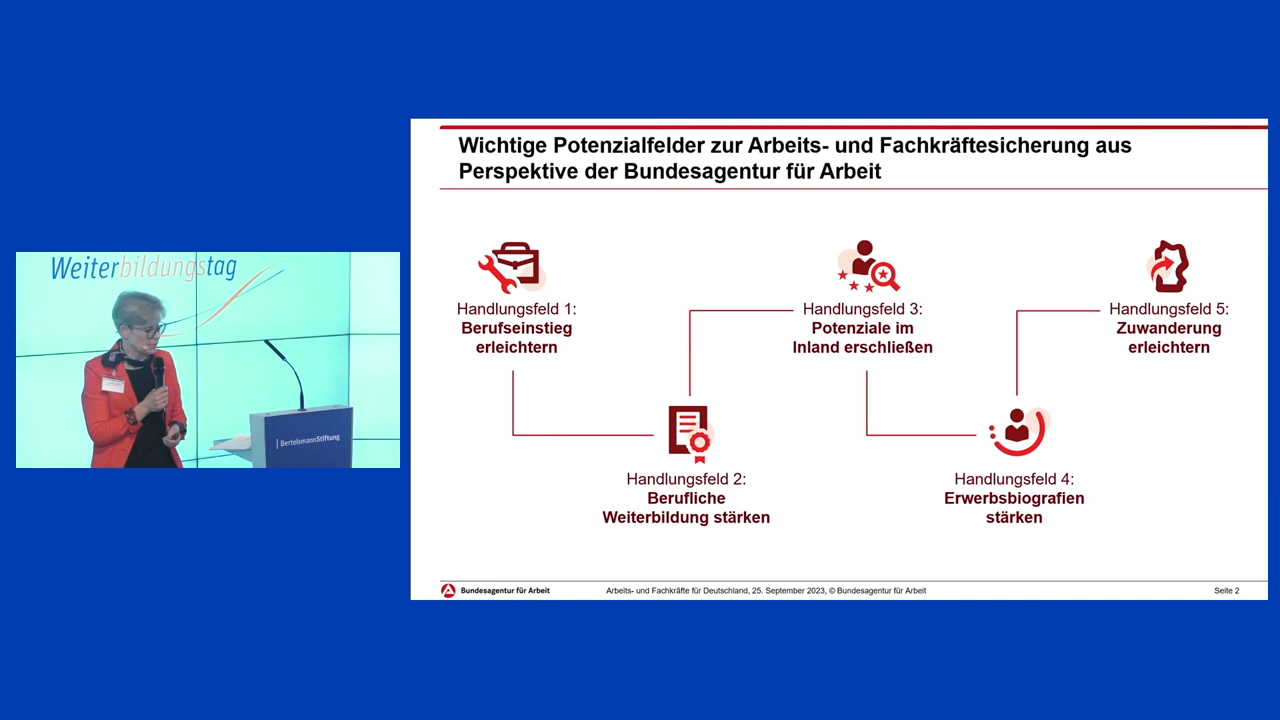 Weiterbildungstag
BertelsmannStiftung
Wichtige Potenzialfelder zur Arbeits- und Fachkräftesicherung aus
Perspektive der Bundesagentur für Arbeit
Handlungsfeld 1:
Berufseinstieg
erleichtern
Handlungsfeld 2:
Berufliche
Weiterbildung stärken
Handlungsfeld 3:
Potenziale im
Inland erschließen
Handlungsfeld 4:
Erwerbsbiografien
stärken
Handlungsfeld 5:
Zuwanderung
erleichtern
Bundesagentur für Arbeit
Arbeits- und Fachkräfte für Deutschland, 25. September 2023, © Bundesagentur für Arbeit
Seite 2